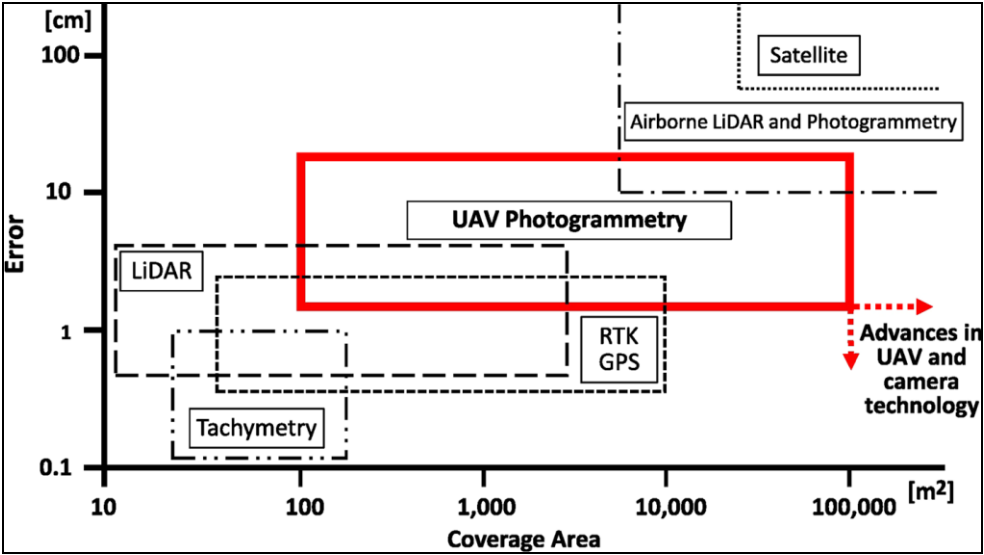 [cm]
100
10
1
0.1
Error
Satellite
Airborne LiDAR and Photogrammetry
UAV Photogrammetry
LiDAR
RTK
GPS
Tachymetry
Advances in
UAV and
camera
technology
10
100
1,000
10,000
100,000
[m²]
Coverage Area